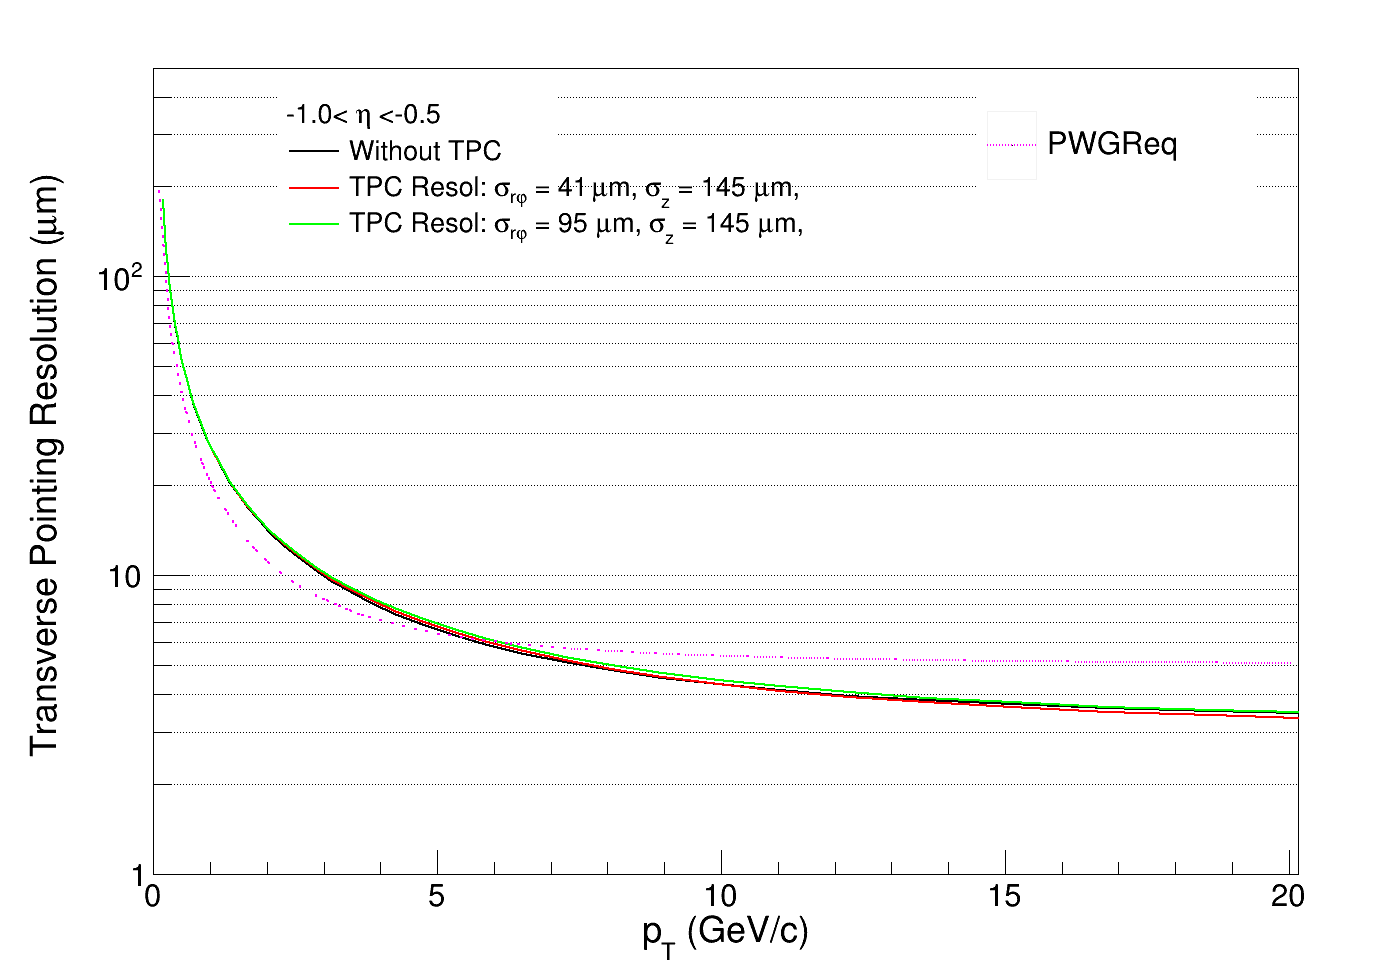 -1.0< η <-0.5
Without TPC
TPC Resol: σrφ = 41 μm, σz = 145 μm,
TPC Resol: σrφ = 95 μm, σz = 145 μm,
PWGReq
Transverse Pointing Resolution (μm)
10²
10
1
0 5 10 15 20
pT (GeV/c)